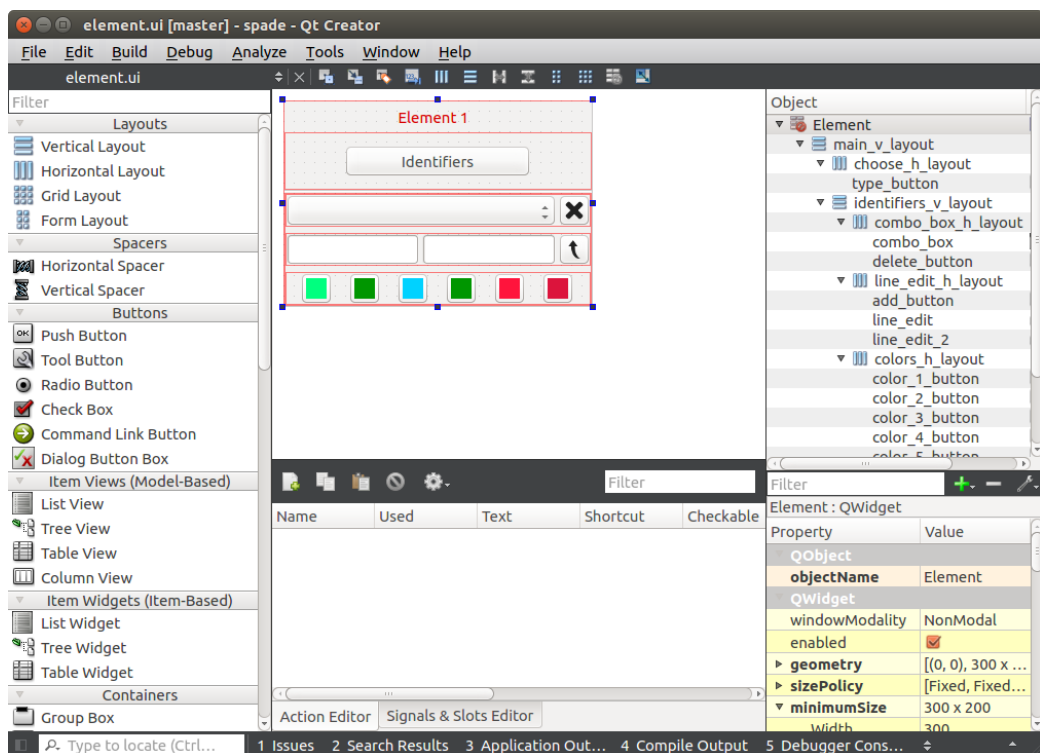 element.ui [master] - spade - Qt Creator
File Edit Build Debug Analyze Tools Window Help
element.ui
Filter
Layouts
Vertical Layout
Horizontal Layout
Grid Layout
Form Layout
Spacers
Horizontal Spacer
Vertical Spacer
Buttons
OK
Push Button
Tool Button
Radio Button
Check Box
Command Link Button
Dialog Button Box
Item Views (Model-Based)
List View
Tree View
Table View
Column View
Item Widgets (Item-Based)
List Widget
Tree Widget
Table Widget
Containers
Group Box
Element 1
Identifiers
Filter
Name Used Text Shortcut Checkable
Action Editor Signals & Slots Editor
Object
Element
main_v_layout
choose_h_layout
type_button
identifiers_v_layout
combo_box_h_layout
combo_box
delete_button
line_edit_h_layout
add_button
line_edit
line_edit_2
colors_h_layout
color_1_button
color_2_button
color_3_button
color_4_button
color_5_button
Filter
Element : QWidget
Property Value
QObject
objectName Element
QWidget
windowModality NonModal
enabled
geometry [(0, 0), 300 x ...
sizePolicy [Fixed, Fixed...
minimumSize 300 x 200
Width 300
Type to locate (Ctrl... 1 Issues 2 Search Results 3 Application Out... 4 Compile Output 5 Debugger Cons...